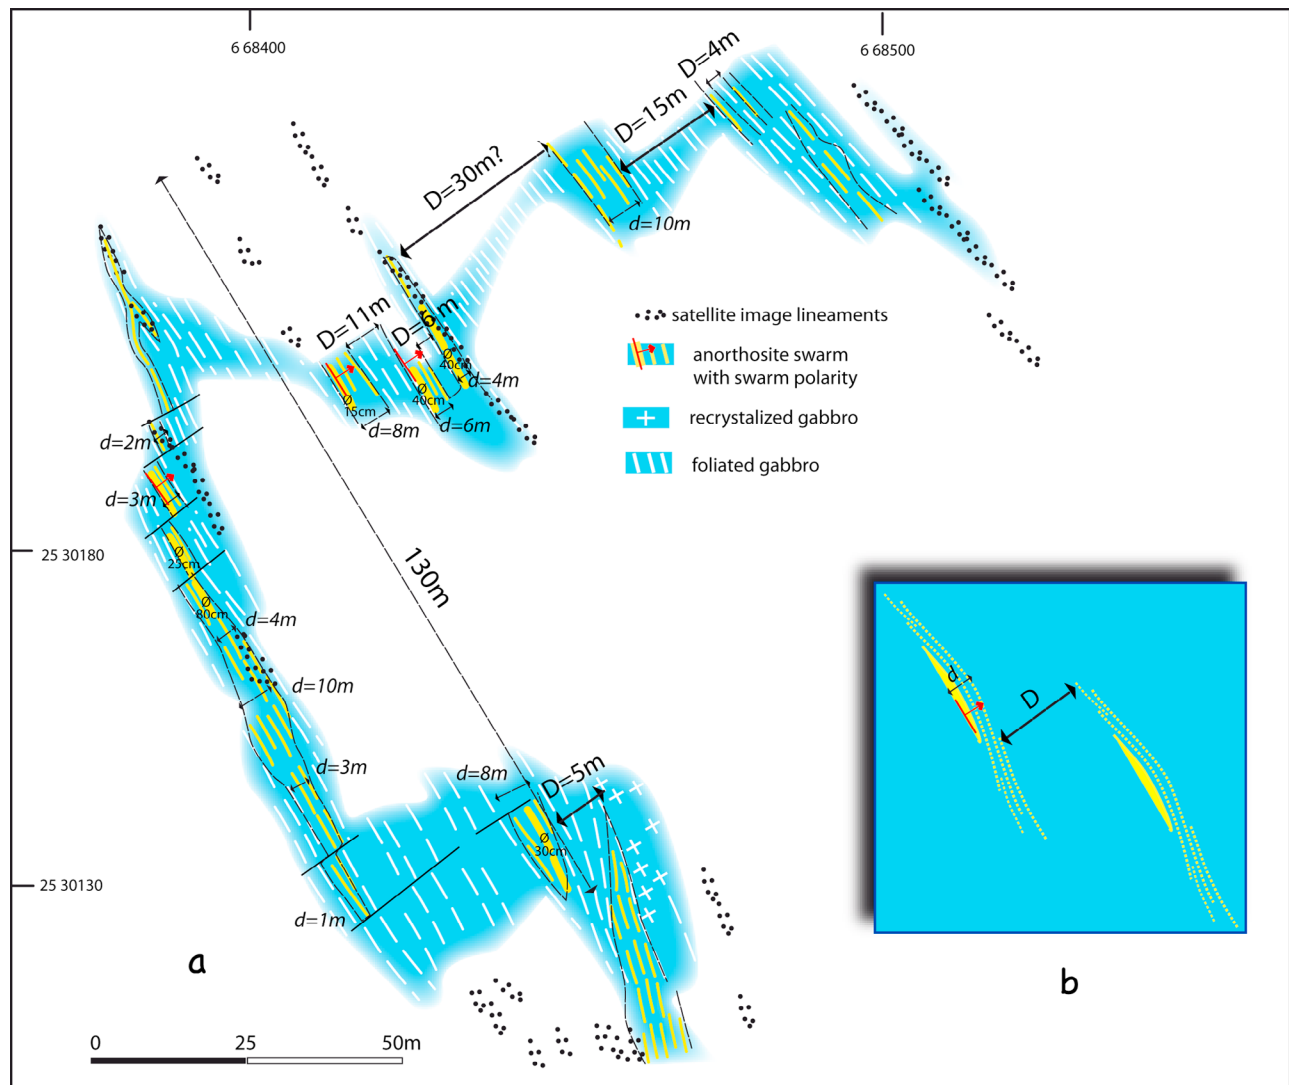 6 68400
6 68500
D=4m
D=15m
D=30m?
d=10m
D=11m
D=6 m
Ø
40cm
d=4m
Ø
15cm
Ø
40cm
d=8m
d=6m
satellite image lineaments
anorthosite swarm
with swarm polarity
recrystalized gabbro
foliated gabbro
d=2m
d=3m
25 30180
Ø
25cm
Ø
80cm
d=4m
130m
d=10m
d=3m
d=8m
D=5m
Ø
30cm
25 30130
d=1m
a
0 25 50m
d
D
b